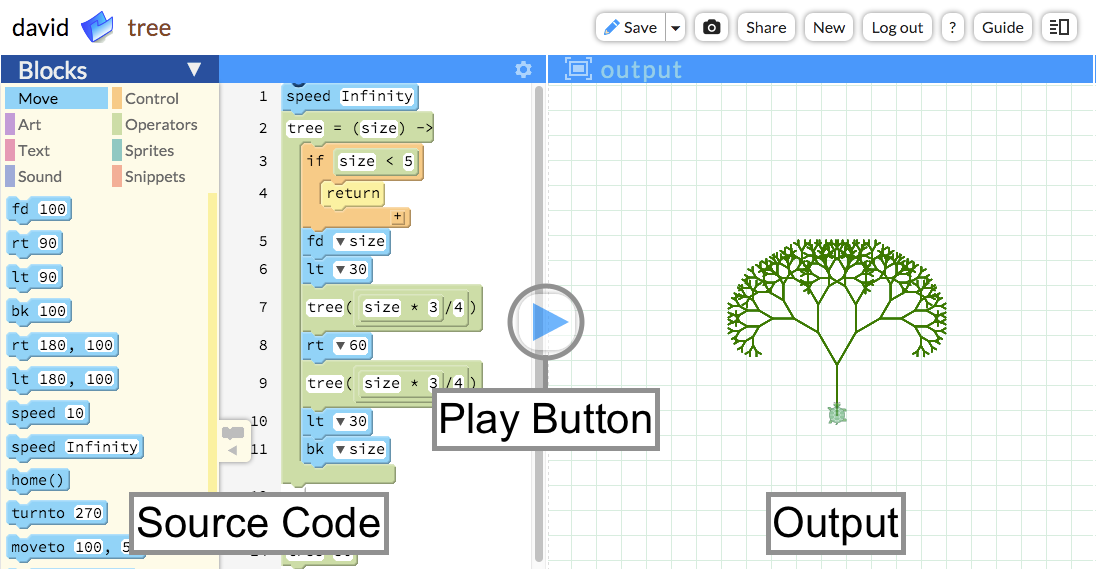 david tree
Save Share New Log out ? Guide
Blocks ▼
output
Move Control
Art Operators
Text Sprites
Sound Snippets
fd 100
rt 90
lt 90
bk 100
rt 180, 100
lt 180, 100
speed 10
speed Infinity
home()
turnto 270
moveto 100, 5
1 speed Infinity
2 tree = (size) ->
3 if size < 5
4 return
+
5 fd ▼ size
6 lt ▼ 30
7 tree( size * 3 /4 )
8 rt ▼ 60
9 tree( size * 3 /4 )
10 lt ▼ 30
11 bk ▼ size
Play Button
Source Code
Output